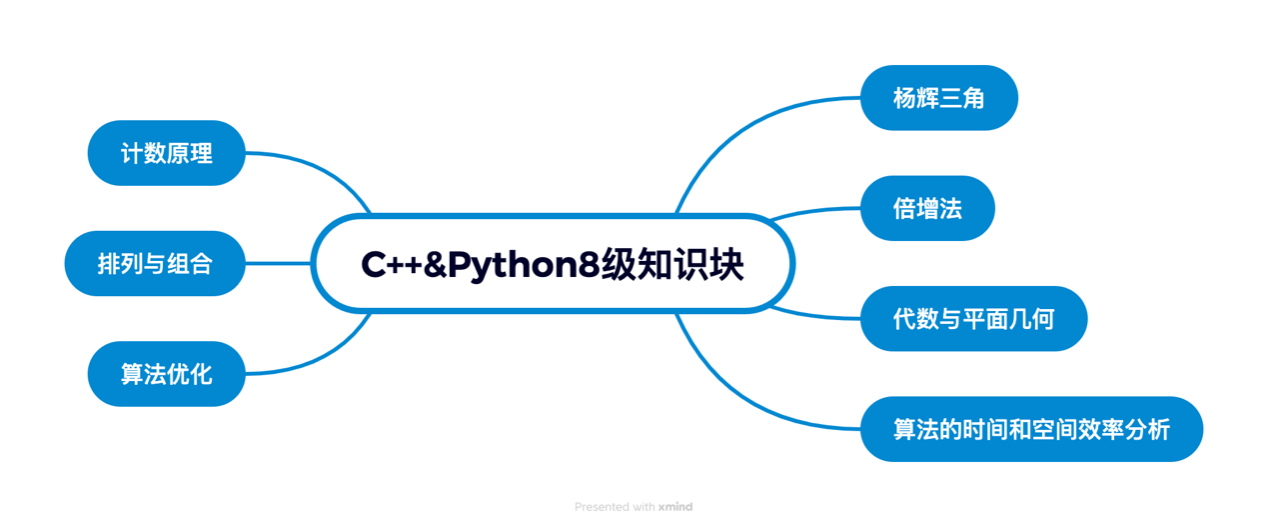 C++&Python8级知识块
杨辉三角
倍增法
代数与平面几何
算法的时间和空间效率分析
计数原理
排列与组合
算法优化
Presented with xmind